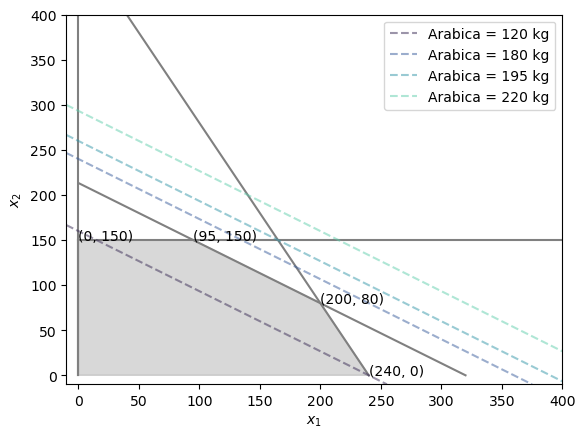 400
350
300
250
200
150
100
50
0
x₂
Arabica = 120 kg
Arabica = 180 kg
Arabica = 195 kg
Arabica = 220 kg
(0, 150)
(95, 150)
(200, 80)
(240, 0)
0 50 100 150 200 250 300 350 400
x₁